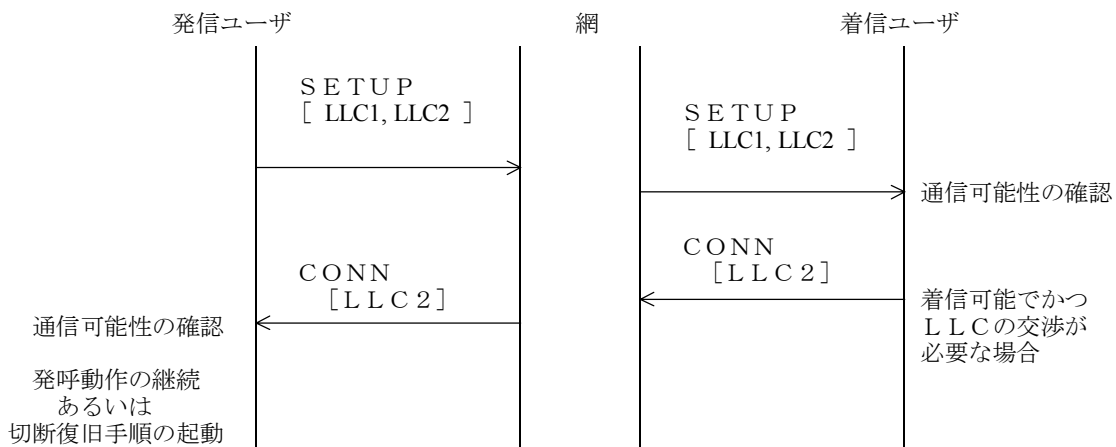 発信ユーザ
網
着信ユーザ
ＳＥＴＵＰ
［ LLC1, LLC2 ］
ＳＥＴＵＰ
［ LLC1, LLC2 ］
通信可能性の確認
ＣＯＮＮ
［ＬＬＣ２］
ＣＯＮＮ
［ＬＬＣ２］
着信可能でかつ
ＬＬＣの交渉が
必要な場合
通信可能性の確認
発呼動作の継続
あるいは
切断復旧手順の起動